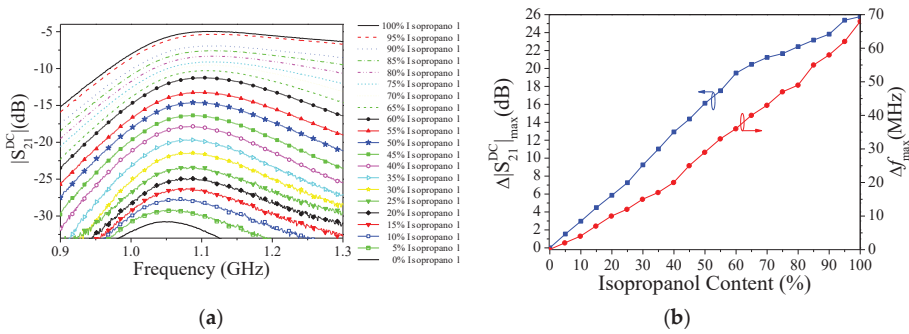 -5
-10
-15
-20
-25
-30
|S21^DC| (dB)
0.9 1.0 1.1 1.2 1.3
Frequency (GHz)
100% Isopropano l
95% Isopropano l
90% Isopropano l
85% Isopropano l
80% Isopropano l
75% Isopropano l
70% Isopropano l
65% Isopropano l
60% Isopropano l
55% Isopropano l
50% Isopropano l
45% Isopropano l
40% Isopropano l
35% Isopropano l
30% Isopropano l
25% Isopropano l
20% Isopropano l
15% Isopropano l
10% Isopropano l
5% Isopropano l
0% Isopropano l
(a)
26
24
22
20
18
16
14
12
10
8
6
4
2
0
Δ|S21^DC|max(dB)
0 10 20 30 40 50 60 70 80 90 100
Isopropanol Content (%)
70
60
50
40
30
20
10
0
Δfmax(MHz)
(b)